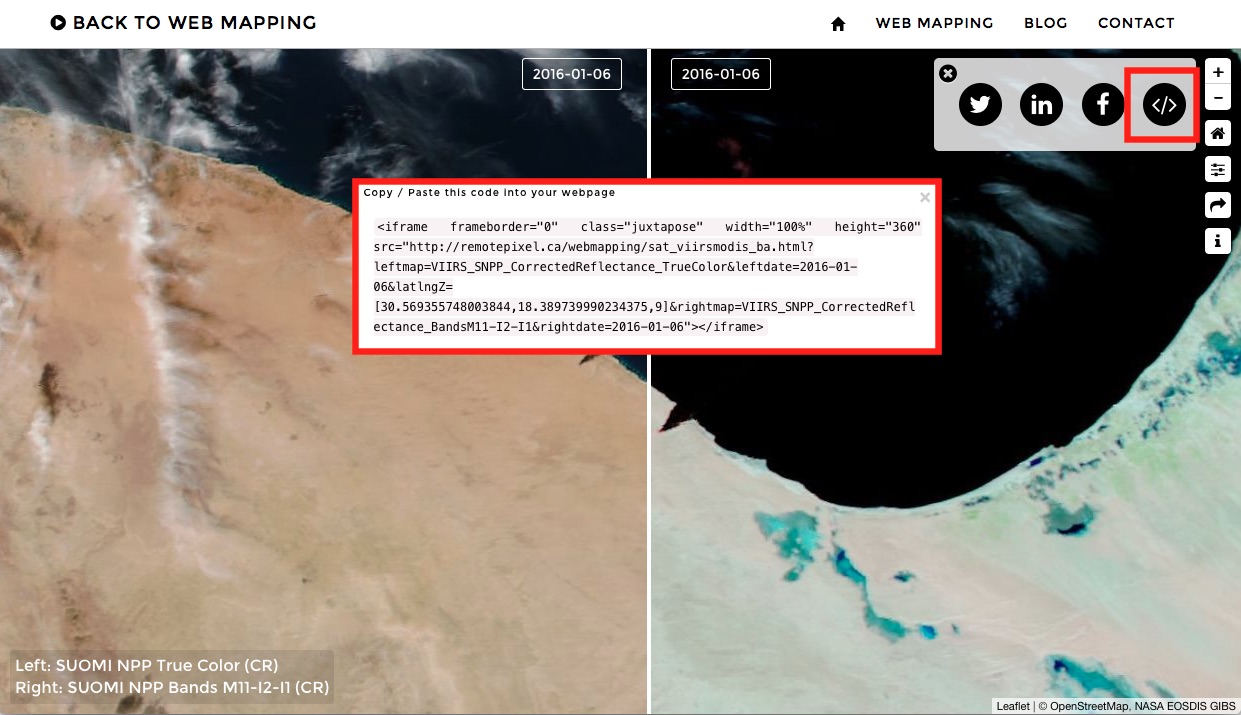 BACK TO WEB MAPPING
WEB MAPPING BLOG CONTACT
2016-01-06
2016-01-06
+
−
Copy / Paste this code into your webpage
×
<iframe frameborder="0" class="juxtapose" width="100%" height="360"
src="http://remotepixel.ca/webmapping/sat_viirsmodis_ba.html?
leftmap=VIIRS_SNPP_CorrectedReflectance_TrueColor&leftdate=2016-01-
06&latlngZ=
[30.569355748003844,18.389739990234375,9]&rightmap=VIIRS_SNPP_CorrectedRefl
ectance_BandsM11-I2-I1&rightdate=2016-01-06"></iframe>
Left: SUOMI NPP True Color (CR)
Right: SUOMI NPP Bands M11-I2-I1 (CR)
Leaflet | © OpenStreetMap, NASA EOSDIS GIBS